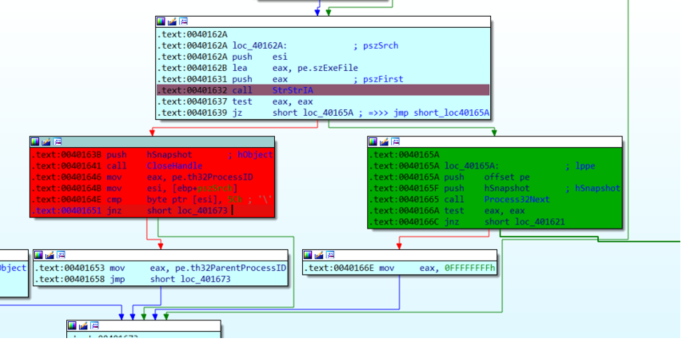 .text:0040162A
.text:0040162A loc_40162A: ; pszSrch
.text:0040162A push esi
.text:0040162B lea eax, pe.szExeFile
.text:00401631 push eax ; pszFirst
.text:00401632 call StrStrIA
.text:00401637 test eax, eax
.text:00401639 jz short loc_40165A ; =>>> jmp short_loc40165A
.text:0040163B push hSnapshot ; hObject
.text:00401641 call CloseHandle
.text:00401646 mov eax, pe.th32ProcessID
.text:0040164B mov esi, [ebp+
.text:0040164E cmp byte ptr [esi], ; '\'
.text:00401651 jnz short loc_401673
.text:0040165A
.text:0040165A loc_40165A: ; lppe
.text:0040165A push offset pe
.text:0040165F push hSnapshot ; hSnapshot
.text:00401665 call Process32Next
.text:0040166A test eax, eax
.text:0040166C jnz short loc_401621
Object
.text:00401653 mov eax, pe.th32ParentProcessID
.text:00401658 jmp short loc_401673
.text:0040166E mov eax, 0FFFFFFFFh
.text:00401673